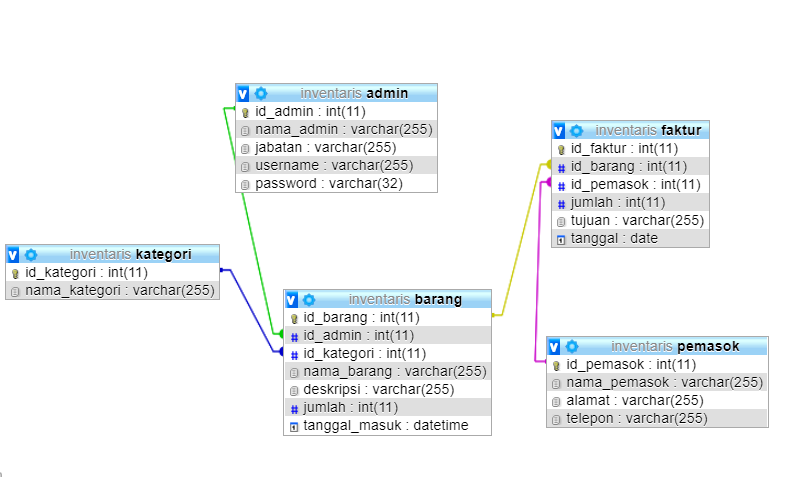 inventaris admin
id_admin : int(11)
nama_admin : varchar(255)
jabatan : varchar(255)
username : varchar(255)
password : varchar(32)
inventaris faktur
id_faktur : int(11)
id_barang : int(11)
id_pemasok : int(11)
jumlah : int(11)
tujuan : varchar(255)
tanggal : date
inventaris kategori
id_kategori : int(11)
nama_kategori : varchar(255)
inventaris barang
id_barang : int(11)
id_admin : int(11)
id_kategori : int(11)
nama_barang : varchar(255)
deskripsi : varchar(255)
jumlah : int(11)
tanggal_masuk : datetime
inventaris pemasok
id_pemasok : int(11)
nama_pemasok : varchar(255)
alamat : varchar(255)
telepon : varchar(255)